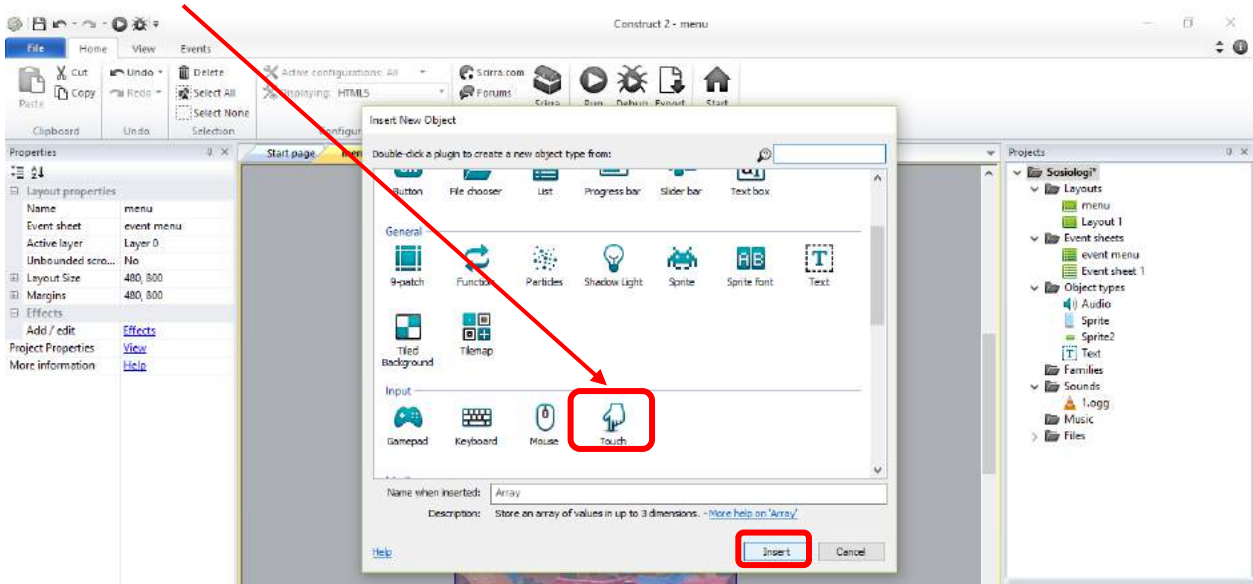 Construct 2 - menu
File Home View Events
Paste Cut Copy Clipboard
Undo Redo Undo
Delete Select All Select None Selection
Active configurations: All
Displaying: HTML5
Configur
Scirra.com
Forums
Scirra Run Debug Export Start
Properties
Layout properties
Name menu
Event sheet event menu
Active layer Layer 0
Unbounded scro... No
Layout Size 480, 800
Margins 480, 800
Effects
Add / edit Effects
Project Properties View
More information Help
Start page men
Insert New Object
Double-click a plugin to create a new object type from:
Button File chooser List Progress bar Slider bar Text box
General
9-patch Function Particles Shadow Light Sprite Sprite font Text
Tiled Background Tilemap
Input
Gamepad Keyboard Mouse Touch
Name when inserted: Array
Description: Store an array of values in up to 3 dimensions. - More help on 'Array'
Help Insert Cancel
Projects
Sosiologi*
Layouts
menu
Layout 1
Event sheets
event menu
Event sheet 1
Object types
Audio
Sprite
Sprite2
Text
Families
Sounds
1.ogg
Music
Files